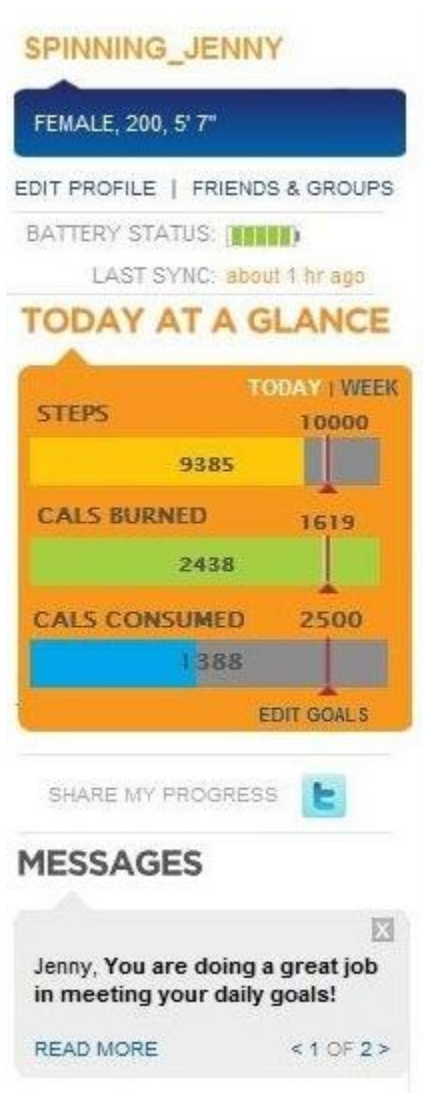 SPINNING_JENNY
FEMALE, 200, 5' 7"
EDIT PROFILE | FRIENDS & GROUPS
BATTERY STATUS:
LAST SYNC: about 1 hr ago
TODAY AT A GLANCE
TODAY | WEEK
STEPS 10000
9385
CALS BURNED 1619
2438
CALS CONSUMED 2500
1388
EDIT GOALS
SHARE MY PROGRESS t
MESSAGES
X
Jenny, You are doing a great job
in meeting your daily goals!
READ MORE < 1 OF 2 >